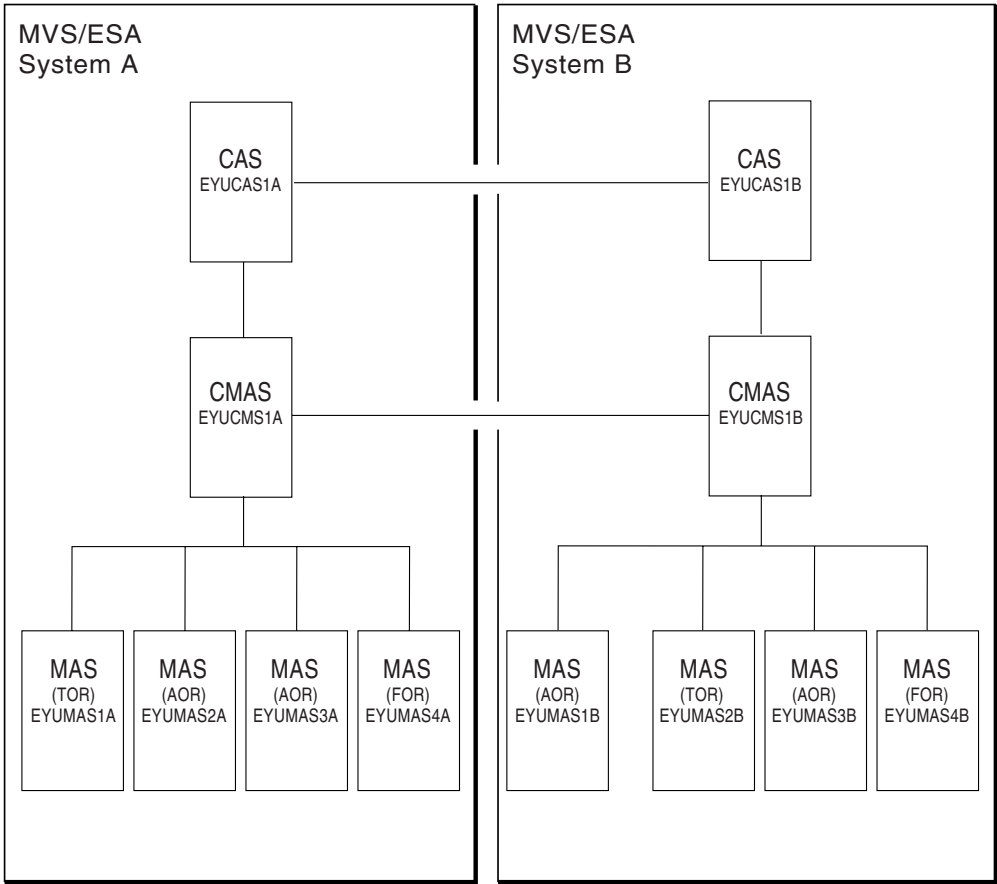 MVS/ESA
System A
MVS/ESA
System B
CAS
EYUCAS1A
CAS
EYUCAS1B
CMAS
EYUCMS1A
CMAS
EYUCMS1B
MAS
(TOR)
EYUMAS1A
MAS
(AOR)
EYUMAS2A
MAS
(AOR)
EYUMAS3A
MAS
(FOR)
EYUMAS4A
MAS
(AOR)
EYUMAS1B
MAS
(TOR)
EYUMAS2B
MAS
(AOR)
EYUMAS3B
MAS
(FOR)
EYUMAS4B